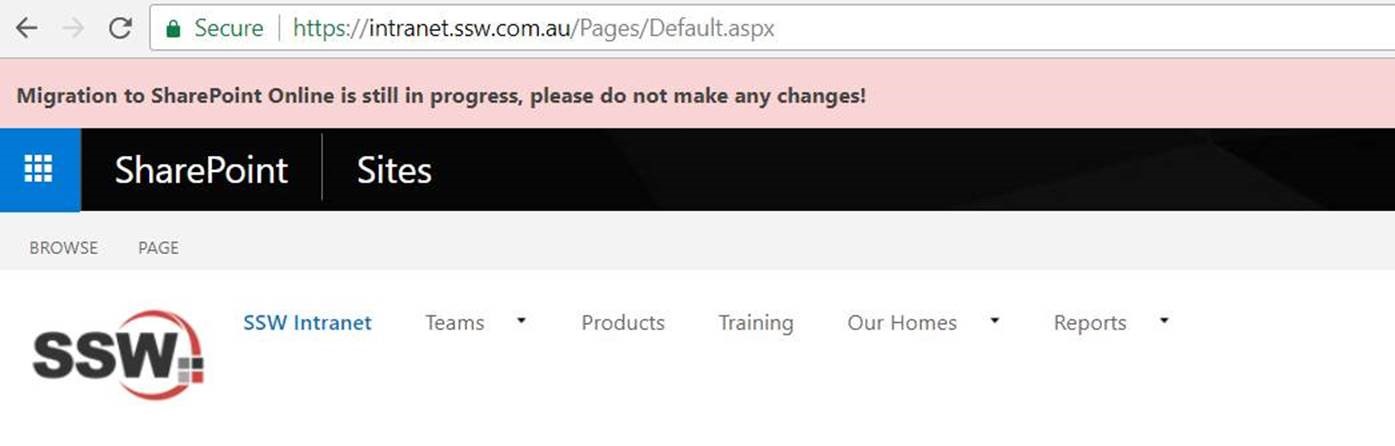 Secure https://intranet.ssw.com.au/Pages/Default.aspx
Migration to SharePoint Online is still in progress, please do not make any changes!
SharePoint Sites
BROWSE PAGE
SSW Intranet Teams Products Training Our Homes Reports
SSW